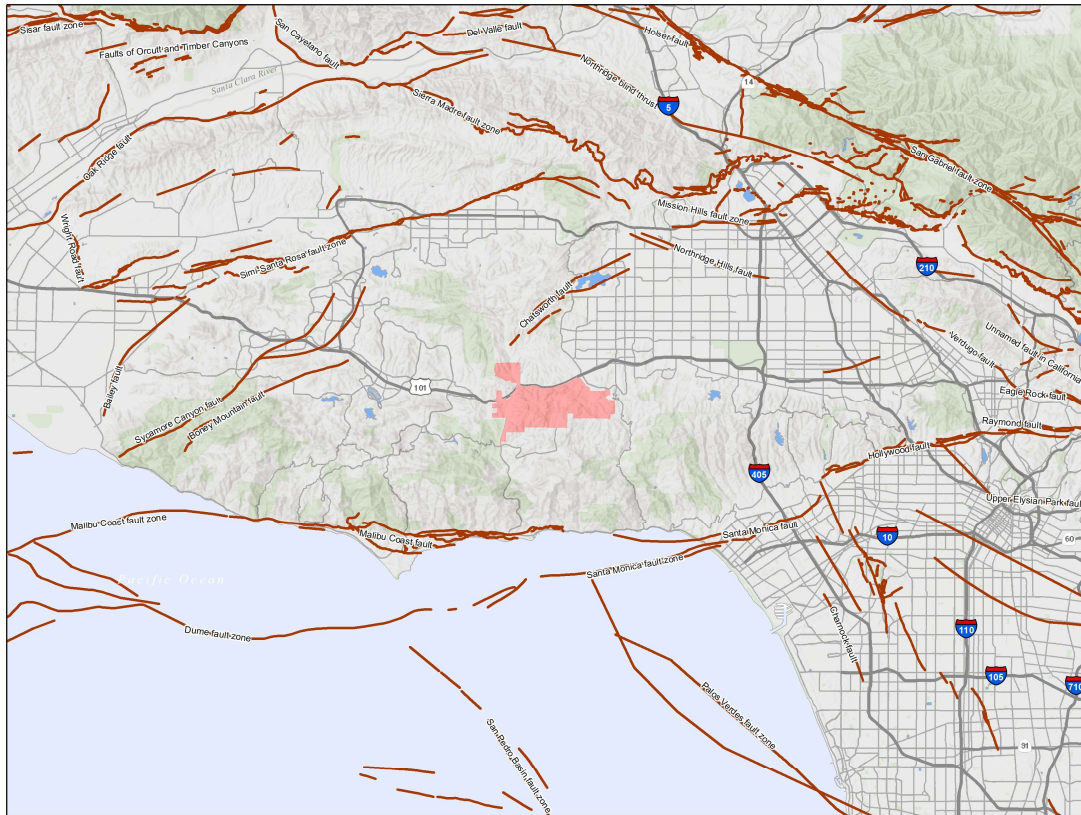 Sisar fault zone
Faults of Orcutt and Timber Canyons
San Cayetano fault
Del Valle fault
Holser fault
Santa Clara River
Northridge blind thrust
14
5
Sierra Madre fault zone
Oak Ridge fault
San Gabriel fault zone
Mission Hills fault zone
Wright Road fault
Simi-Santa Rosa fault zone
Northridge Hills fault
210
Chatsworth fault
Unnamed fault in California
Verdugo fault
Bailey fault
101
Eagle Rock fault
Sycamore Canyon fault
Boney Mountain fault
Raymond fault
Hollywood fault
405
Upper Elysian Park fault
Malibu Coast fault zone
Malibu Coast fault
Santa Monica fault
10
60
Santa Monica fault zone
Pacific Ocean
Dume fault zone
Charnock fault
110
105
710
Palos Verdes fault zone
San Pedro Basin fault zone
91